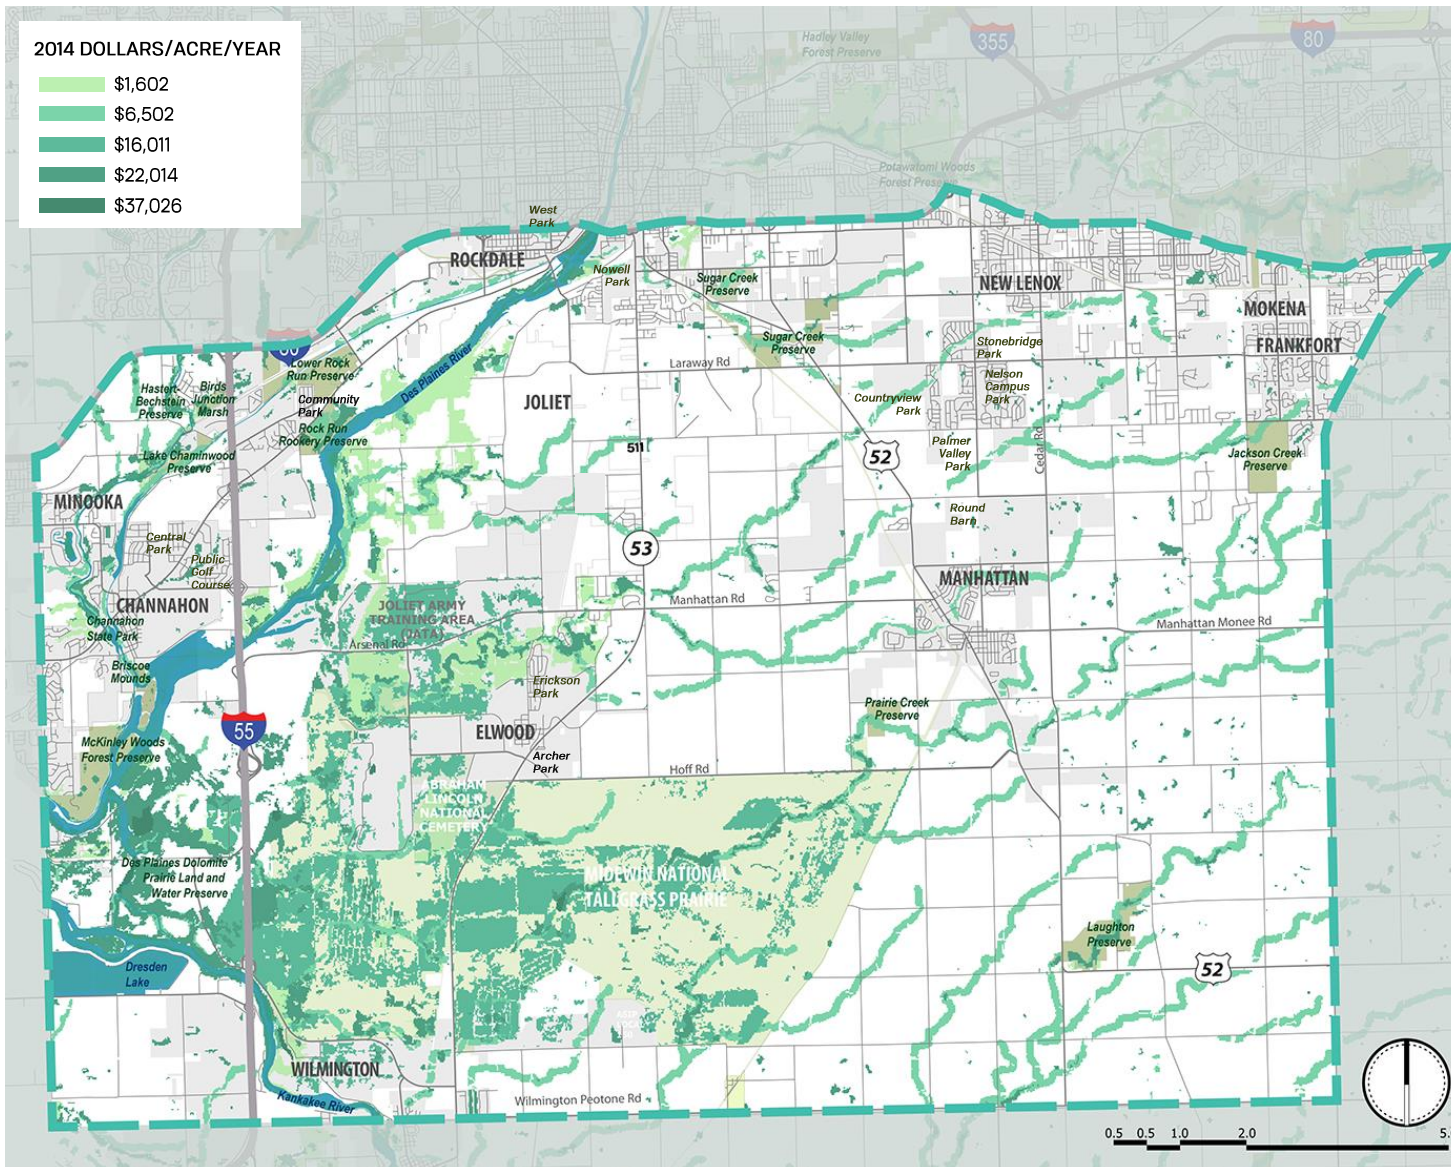 2014 DOLLARS/ACRE/YEAR
$1,602
$6,502
$16,011
$22,014
$37,026
Hadley Valley
Forest Preserve
355
80
Potawatomi Woods
Forest Preserve
West
Park
ROCKDALE
Nowell
Park
Sugar Creek
Preserve
NEW LENOX
MOKENA
FRANKFORT
Sugar Creek
Preserve
Stonebridge
Park
Lower Rock
Run Preserve
Des Plaines River
Laraway Rd
Nelson
Campus
Park
Hastert-
Bechstein
Preserve
Birds
Junction
Marsh
Community
Park
JOLIET
Countryview
Park
Rock Run
Rookery Preserve
511
52
Palmer
Valley
Park
Cedar Rd
Jackson Creek
Preserve
Lake Chaminwood
Preserve
MINOOKA
Round
Barn
Central
Park
53
Public
Golf
Course
MANHATTAN
CHANNAHON
JOLIET ARMY
TRAINING AREA
(JATA)
Manhattan Rd
Channahon
State Park
Arsenal Rd
Manhattan Monee Rd
Briscoe
Mounds
Erickson
Park
Prairie Creek
Preserve
55
ELWOOD
McKinley Woods
Forest Preserve
Archer
Park
Hoff Rd
ABRAHAM
LINCOLN
NATIONAL
CEMETERY
Des Plaines Dolomite
Prairie Land and
Water Preserve
MIDEWIN NATIONAL
TALLGRASS PRAIRIE
Laughton
Preserve
Dresden
Lake
52
WILMINGTON
Kankakee River
Wilmington Peotone Rd
0.5 0.5 1.0 2.0